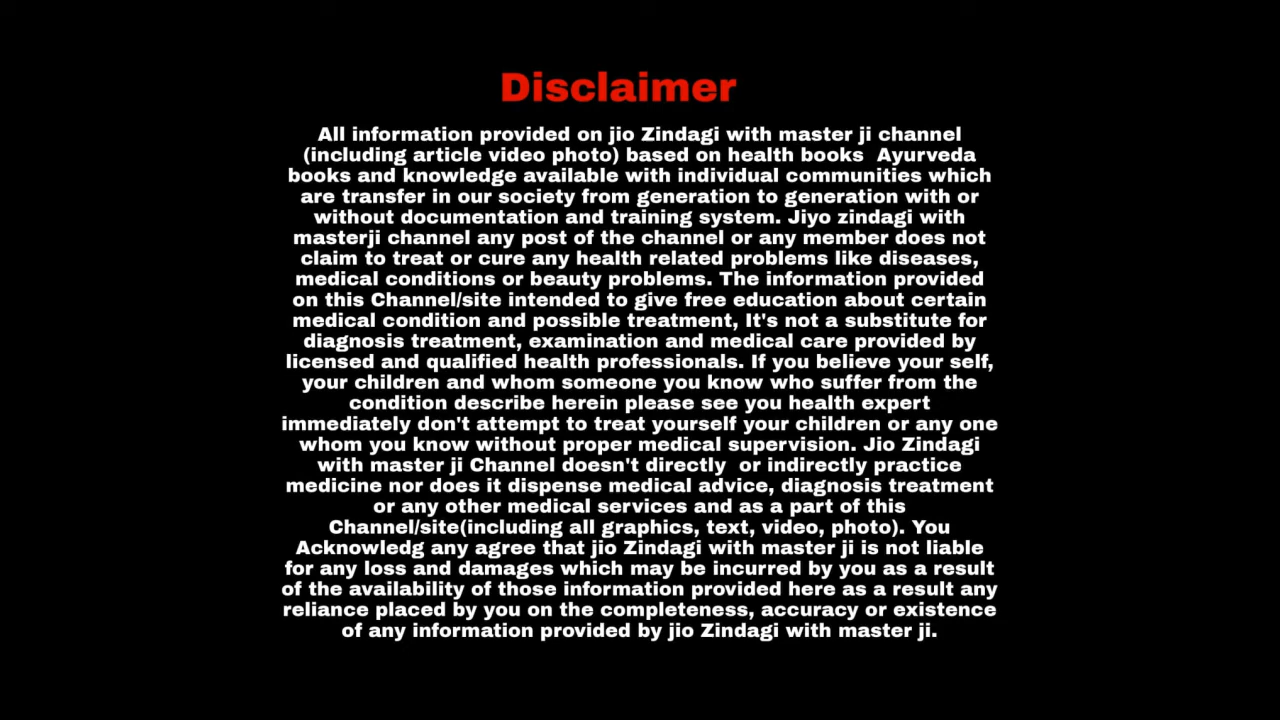 Disclaimer
All information provided on jio Zindagi with master ji channel
(including article video photo) based on health books  Ayurveda
books and knowledge available with individual communities which
are transfer in our society from generation to generation with or
without documentation and training system. Jiyo zindagi with
masterji channel any post of the channel or any member does not
claim to treat or cure any health related problems like diseases,
medical conditions or beauty problems. The information provided
on this Channel/site intended to give free education about certain
medical condition and possible treatment, It's not a substitute for
diagnosis treatment, examination and medical care provided by
licensed and qualified health professionals. If you believe your self,
your children and whom someone you know who suffer from the
condition describe herein please see you health expert
immediately don't attempt to treat yourself your children or any one
whom you know without proper medical supervision. Jio Zindagi
with master ji Channel doesn't directly  or indirectly practice
medicine nor does it dispense medical advice, diagnosis treatment
or any other medical services and as a part of this
Channel/site(including all graphics, text, video, photo). You
Acknowledg any agree that jio Zindagi with master ji is not liable
for any loss and damages which may be incurred by you as a result
of the availability of those information provided here as a result any
reliance placed by you on the completeness, accuracy or existence
of any information provided by jio Zindagi with master ji.